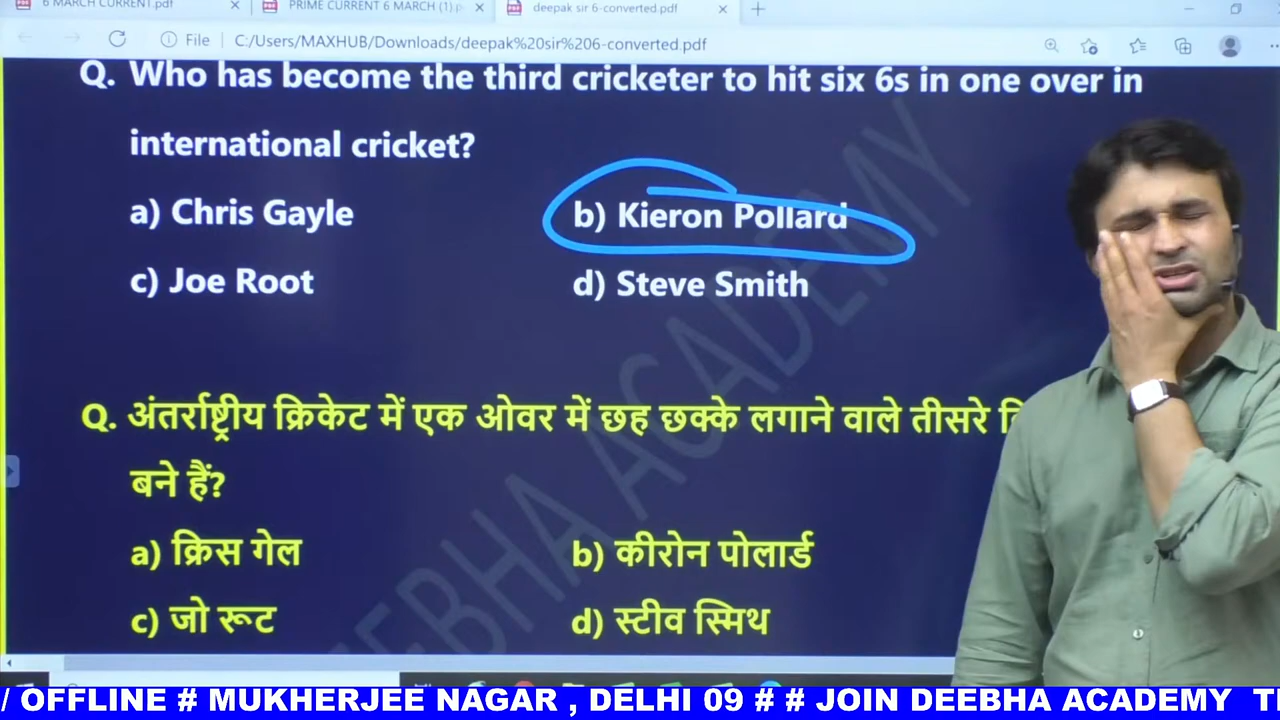 6 MARCH CURRENT.pdf
PRIME CURRENT 6 MARCH (1).p
deepak sir 6-converted.pdf
File
C:/Users/MAXHUB/Downloads/deepak%20sir%206-converted.pdf
Q. Who has become the third cricketer to hit six 6s in one over in
international cricket?
a) Chris Gayle
b) Kieron Pollard
c) Joe Root
d) Steve Smith
Q. अंतर्राष्ट्रीय क्रिकेट में एक ओवर में छह छक्के लगाने वाले तीसरे
बने हैं?
a) क्रिस गेल
b) कीरोन पोलार्ड
c) जो रूट
d) स्टीव स्मिथ
DEEBHA ACADEMY
/ OFFLINE # MUKHERJEE NAGAR , DELHI 09 # # JOIN DEEBHA ACADEMY